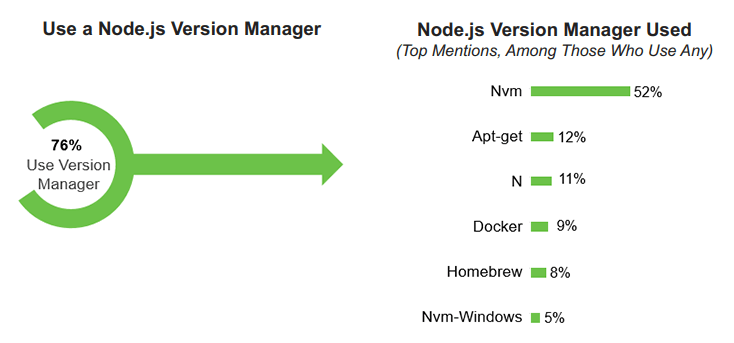 Use a Node.js Version Manager
76%
Use Version
Manager
Node.js Version Manager Used
(Top Mentions, Among Those Who Use Any)
Nvm 52%
Apt-get 12%
N 11%
Docker 9%
Homebrew 8%
Nvm-Windows 5%